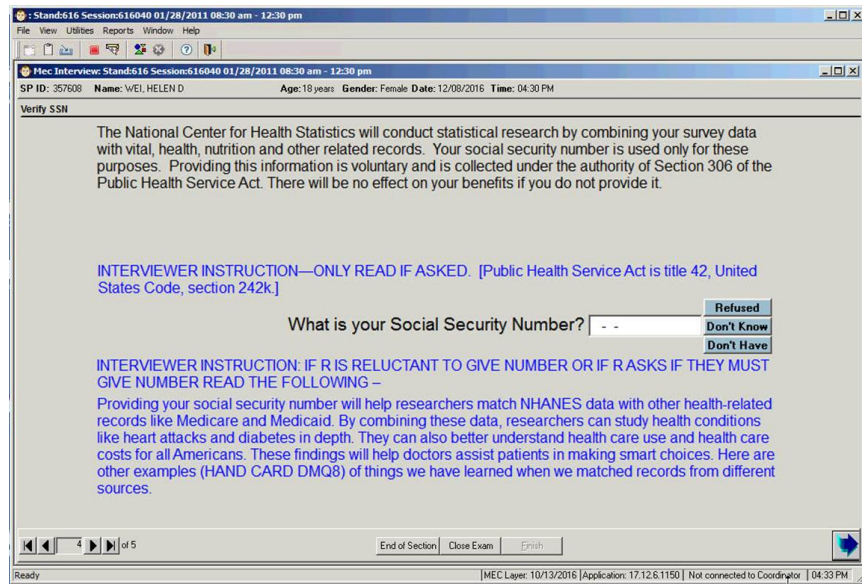 : Stand:616 Session:616040 01/28/2011 08:30 am - 12:30 pm
File View Utilities Reports Window Help
Mec Interview: Stand:616 Session:616040 01/28/2011 08:30 am - 12:30 pm
SP ID: 357608 Name: WEI, HELEN D Age: 18 years Gender: Female Date: 12/08/2016 Time: 04:30 PM
Verify SSN
The National Center for Health Statistics will conduct statistical research by combining your survey data
with vital, health, nutrition and other related records. Your social security number is used only for these
purposes. Providing this information is voluntary and is collected under the authority of Section 306 of the
Public Health Service Act. There will be no effect on your benefits if you do not provide it.
INTERVIEWER INSTRUCTION—ONLY READ IF ASKED. [Public Health Service Act is title 42, United
States Code, section 242k.]
Refused
What is your Social Security Number? - - Don't Know
Don't Have
INTERVIEWER INSTRUCTION: IF R IS RELUCTANT TO GIVE NUMBER OR IF R ASKS IF THEY MUST
GIVE NUMBER READ THE FOLLOWING –
Providing your social security number will help researchers match NHANES data with other health-related
records like Medicare and Medicaid. By combining these data, researchers can study health conditions
like heart attacks and diabetes in depth. They can also better understand health care use and health care
costs for all Americans. These findings will help doctors assist patients in making smart choices. Here are
other examples (HAND CARD DMQ8) of things we have learned when we matched records from different
sources.
4 of 5 End of Section Close Exam Finish
Ready MEC Layer: 10/13/2016 Application: 17.12.6.1150 Not connected to Coordinator 04:33 PM